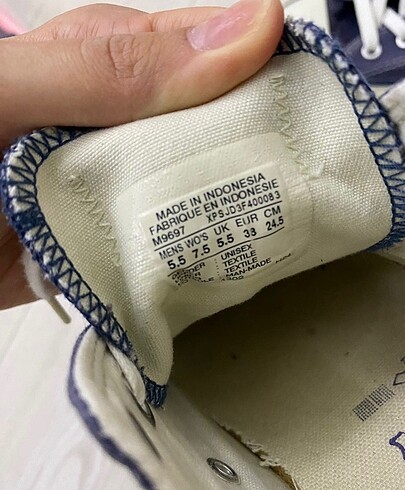 MADE IN INDONESIA
FABRIQUE EN INDONESIE
M9697 XPSJD3F400083
MENS WO'S UK EUR CM
5.5 7.5 5.5 38 24.5
UNISEX
TEXTILE
TEXTILE
MAN-MADE